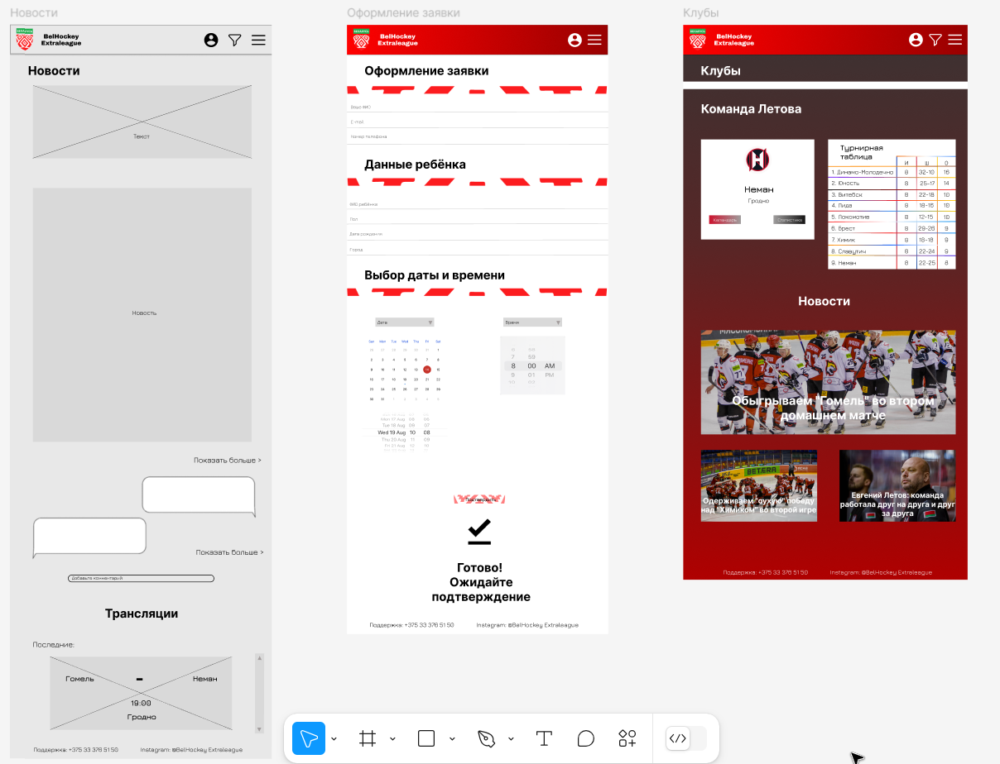 Новости
БЕЛАРУСЬ
BelHockey
Extraleague
Новости
Текст
Новость
Показать больше >
Показать больше >
Добавьте комментарий
Трансляции
Последние:
Гомель
–
Неман
19:00
Гродно
Поддержка: +375 33 376 51 50
Instagram: @BelHockey Extraleague
Оформление заявки
БЕЛАРУСЬ
BelHockey
Extraleague
Оформление заявки
Ваше ФИО
E-mail
Номер телефона
Данные ребёнка
ФИО ребёнка
Пол
Дата рождения
Город
Выбор даты и времени
Дата
Время
Sun Mon Tue Wed Thu Fri Sat
1
2 3 4 5 6 7 8
9 10 11 12 13 14 15
16 17 18 19 20 21 22
23 24 25 26 27 28 29
30 31 1 2 3 4 5
7 59
8 00 AM
9 01 PM
10 02
Mon 17 Aug 08 06
Tue 18 Aug 09 07
Wed 19 Aug 10 08
Thu 20 Aug 11 09
Fri 21 Aug 12 10
Подтвердить
Готово!
Ожидайте
подтверждение
Поддержка: +375 33 376 51 50
Instagram: @BelHockey Extraleague
Клубы
БЕЛАРУСЬ
BelHockey
Extraleague
Клубы
Команда Летова
Неман
Гродно
Календарь
Статистика
Турнирная
таблица
И Ш О
1. Динамо-Молодечно 8 32-10 16
2. Юность 8 25-17 14
3. Витебск 8 22-18 10
4. Лида 8 18-16 10
5. Локомотив 8 12-15 10
6. Брест 8 29-26 9
7. Химик 8 18-18 9
8. Славутич 8 22-24 9
9. Неман 8 22-25 8
Новости
Обыгрываем "Гомель" во втором
домашнем матче
BETERA
Одерживаем "сухую" победу
над "Химиком" во второй игре
Евгений Летов: команда
работала друг на друга и друг
за друга
Поддержка: +375 33 376 51 50
Instagram: @BelHockey Extraleague